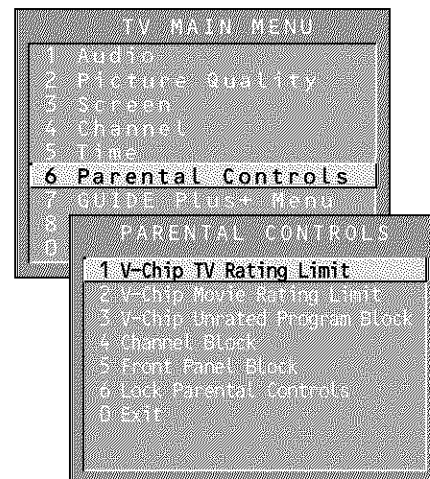 TV MAIN MENU
1 Audio
2 Picture Quality
3 Screen
4 Channel
5 Time
6 Parental Controls
7 GUIDE Plus+ Menu
8
0
PARENTAL CONTROLS
1 V-Chip TV Rating Limit
2 V-Chip Movie Rating Limit
3 V-Chip Unrated Program Block
4 Channel Block
5 Front Panel Block
6 Lock Parental Controls
0 Exit